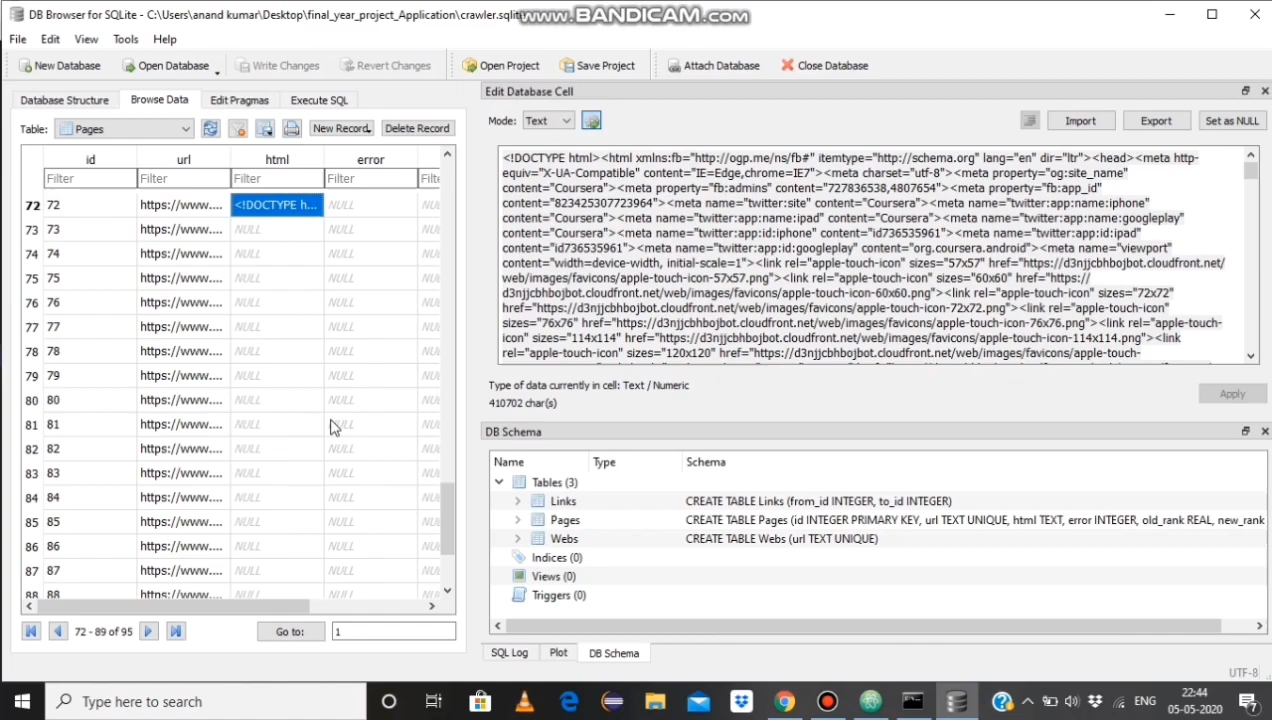 DB Browser for SQLite - C:\Users\anand kumar\Desktop\final_year_project_Application\crawler.sqlite
www.BANDICAM.com
File Edit View Tools Help
New Database Open Database Write Changes Revert Changes Open Project Save Project Attach Database Close Database
Database Structure Browse Data Edit Pragmas Execute SQL
Table: Pages New Record Delete Record
id url html error
Filter Filter Filter Filter Filte
72 72 https://www.... <!DOCTYPE h... NULL NU
73 73 https://www.... NULL NULL NU
74 74 https://www.... NULL NULL NU
75 75 https://www.... NULL NULL NU
76 76 https://www.... NULL NULL NU
77 77 https://www.... NULL NULL NU
78 78 https://www.... NULL NULL NU
79 79 https://www.... NULL NULL NU
80 80 https://www.... NULL NULL NU
81 81 https://www.... NULL NULL NU
82 82 https://www.... NULL NULL NU
83 83 https://www.... NULL NULL NU
84 84 https://www.... NULL NULL NU
85 85 https://www.... NULL NULL NU
86 86 https://www.... NULL NULL NU
87 87 https://www.... NULL NULL NU
88 88 https://www.... NULL NULL
72 - 89 of 95 Go to: 1
Edit Database Cell
Mode: Text Import Export Set as NULL
<!DOCTYPE html><html xmlns:fb="http://ogp.me/ns/fb#" itemtype="http://schema.org" lang="en" dir="ltr"><head><meta http-
equiv="X-UA-Compatible" content="IE=Edge,chrome=IE7"><meta charset="utf-8"><meta property="og:site_name"
content="Coursera"><meta property="fb:admins" content="727836538,4807654"><meta property="fb:app_id"
content="823425307723964"><meta name="twitter:site" content="Coursera"><meta name="twitter:app:name:iphone"
content="Coursera"><meta name="twitter:app:name:ipad" content="Coursera"><meta name="twitter:app:name:googleplay"
content="Coursera"><meta name="twitter:app:id:iphone" content="id736535961"><meta name="twitter:app:id:ipad"
content="id736535961"><meta name="twitter:app:id:googleplay" content="org.coursera.android"><meta name="viewport"
content="width=device-width, initial-scale=1"><link rel="apple-touch-icon" sizes="57x57" href="https://d3njjcbhbojbot.cloudfront.net/
web/images/favicons/apple-touch-icon-57x57.png"><link rel="apple-touch-icon" sizes="60x60" href="https://
d3njjcbhbojbot.cloudfront.net/web/images/favicons/apple-touch-icon-60x60.png"><link rel="apple-touch-icon" sizes="72x72"
href="https://d3njjcbhbojbot.cloudfront.net/web/images/favicons/apple-touch-icon-72x72.png"><link rel="apple-touch-icon"
sizes="76x76" href="https://d3njjcbhbojbot.cloudfront.net/web/images/favicons/apple-touch-icon-76x76.png"><link rel="apple-touch-
icon" sizes="114x114" href="https://d3njjcbhbojbot.cloudfront.net/web/images/favicons/apple-touch-icon-114x114.png"><link
rel="apple-touch-icon" sizes="120x120" href="https://d3njjcbhbojbot.cloudfront.net/web/images/favicons/apple-touch-
Type of data currently in cell: Text / Numeric
410702 char(s)
Apply
DB Schema
Name Type Schema
Tables (3)
Links CREATE TABLE Links (from_id INTEGER, to_id INTEGER)
Pages CREATE TABLE Pages (id INTEGER PRIMARY KEY, url TEXT UNIQUE, html TEXT, error INTEGER, old_rank REAL, new_rank
Webs CREATE TABLE Webs (url TEXT UNIQUE)
Indices (0)
Views (0)
Triggers (0)
SQL Log Plot DB Schema
UTF-8
Type here to search
ENG 22:44
05-05-2020
7